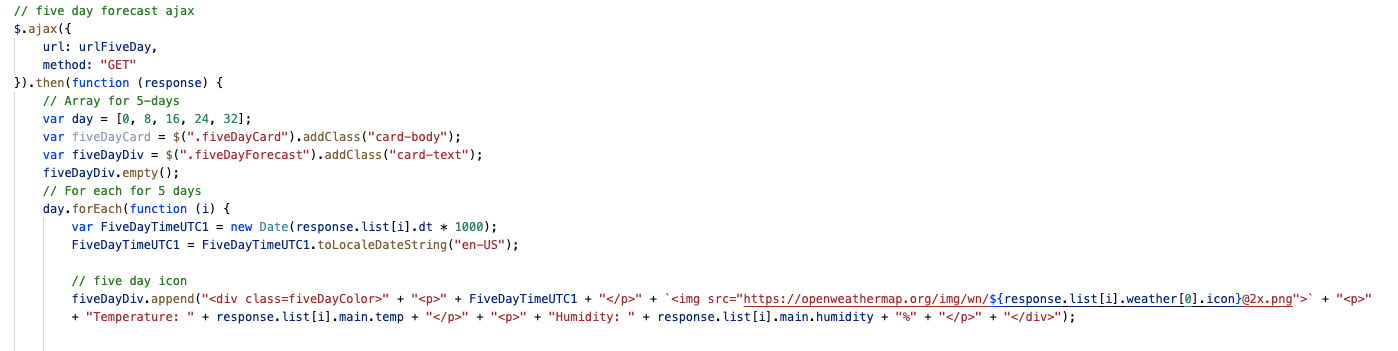 // five day forecast ajax
$.ajax({
    url: urlFiveDay,
    method: "GET"
}).then(function (response) {
    // Array for 5-days
    var day = [0, 8, 16, 24, 32];
    var fiveDayCard = $(".fiveDayCard").addClass("card-body");
    var fiveDayDiv = $(".fiveDayForecast").addClass("card-text");
    fiveDayDiv.empty();
    // For each for 5 days
    day.forEach(function (i) {
        var FiveDayTimeUTC1 = new Date(response.list[i].dt * 1000);
        FiveDayTimeUTC1 = FiveDayTimeUTC1.toLocaleDateString("en-US");

        // five day icon
        fiveDayDiv.append("<div class=fiveDayColor>" + "<p>" + FiveDayTimeUTC1 + "</p>" + `<img src="https://openweathermap.org/img/wn/${response.list[i].weather[0].icon}@2x.png">` + "<p>"
        + "Temperature: " + response.list[i].main.temp + "</p>" + "<p>" + "Humidity: " + response.list[i].main.humidity + "%" + "</p>" + "</div>");